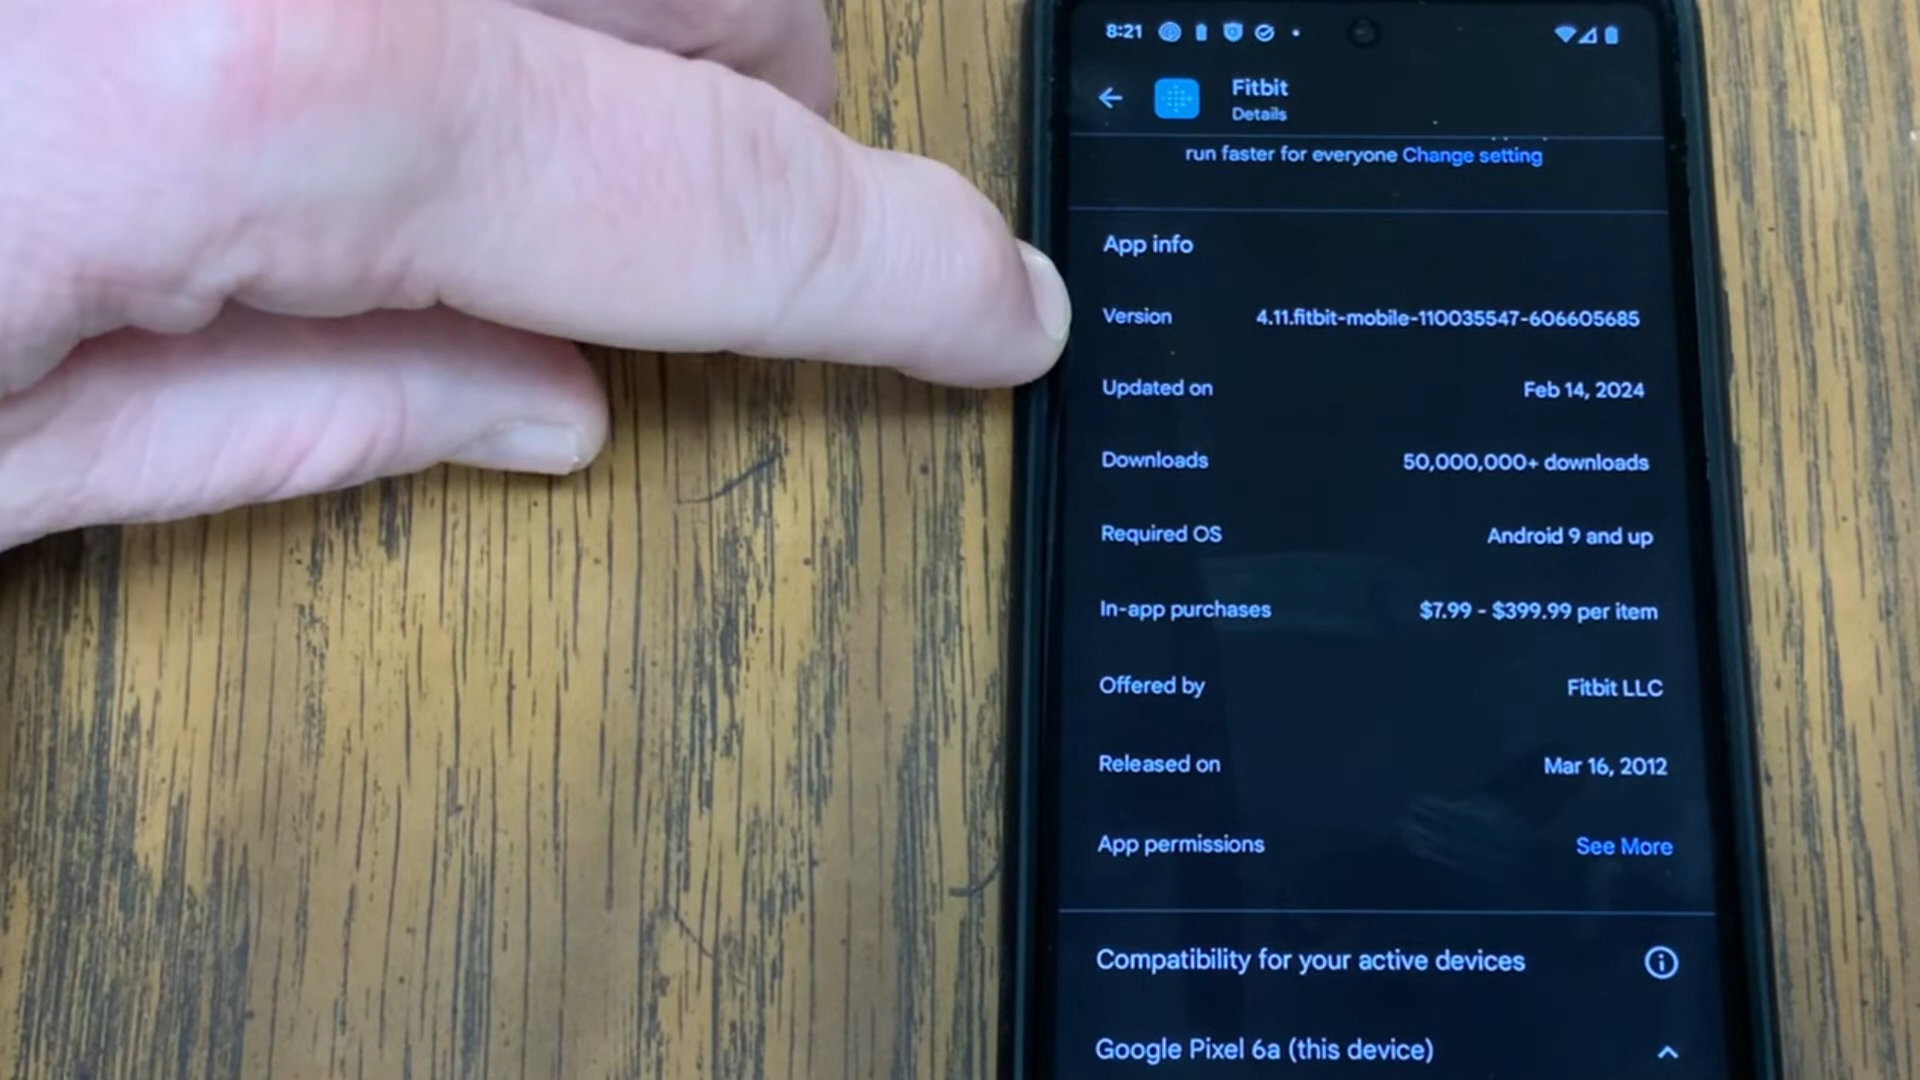 8:21
Fitbit
Details
run faster for everyone Change setting
App info
Version 4.11.fitbit-mobile-110035547-606605685
Updated on Feb 14, 2024
Downloads 50,000,000+ downloads
Required OS Android 9 and up
In-app purchases $7.99 - $399.99 per item
Offered by Fitbit LLC
Released on Mar 16, 2012
App permissions See More
Compatibility for your active devices
Google Pixel 6a (this device)